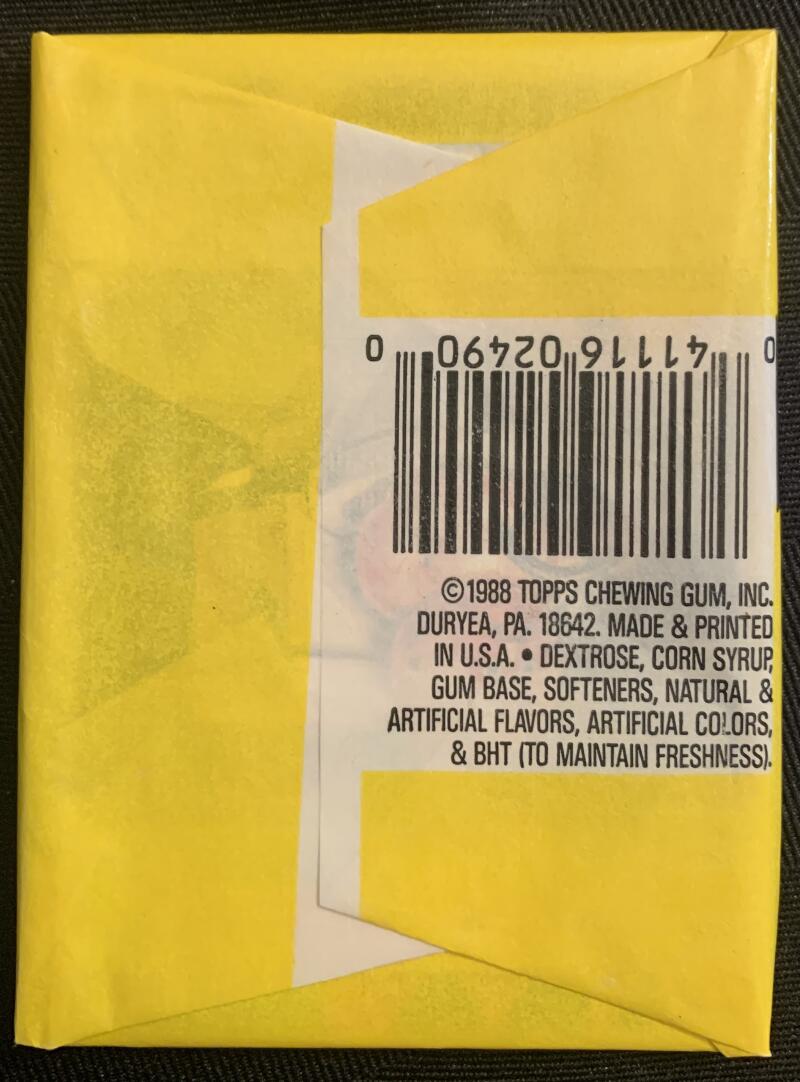 0 41116 02490 0
©1988 TOPPS CHEWING GUM, INC.
DURYEA, PA. 18642. MADE & PRINTED
IN U.S.A. • DEXTROSE, CORN SYRUP,
GUM BASE, SOFTENERS, NATURAL &
ARTIFICIAL FLAVORS, ARTIFICIAL COLORS,
& BHT (TO MAINTAIN FRESHNESS).